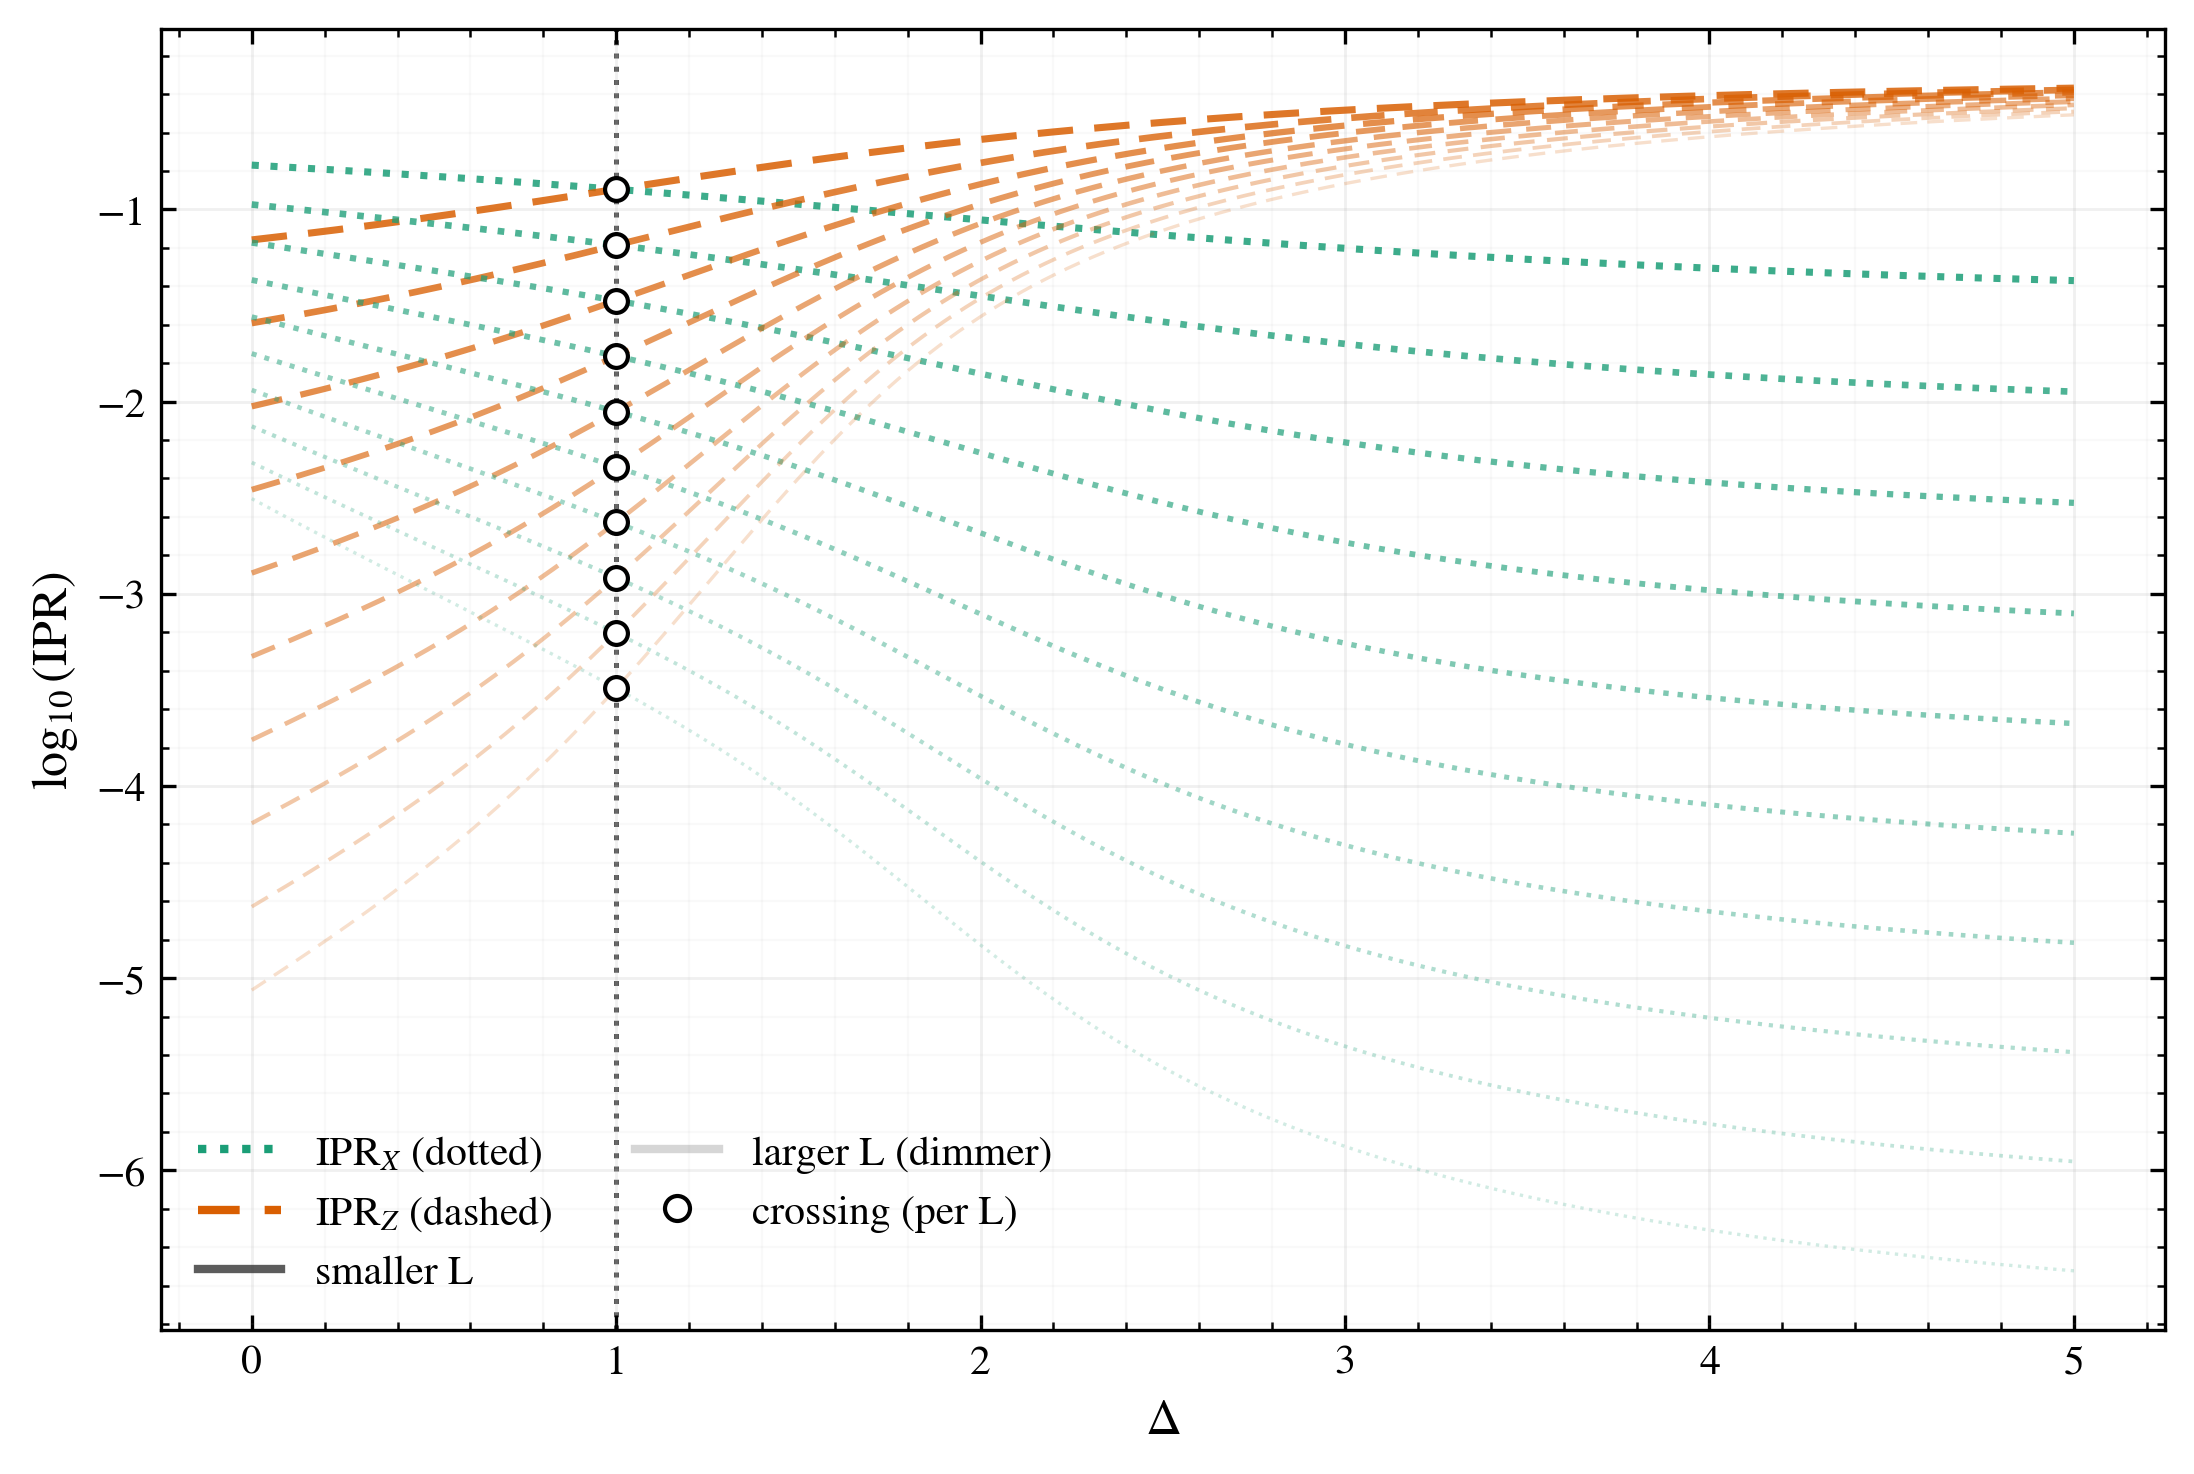 log₁₀(IPR)
−1
−2
−3
−4
−5
−6
IPR_X (dotted)
IPR_Z (dashed)
smaller L
larger L (dimmer)
crossing (per L)
0 1 2 3 4 5
Δ